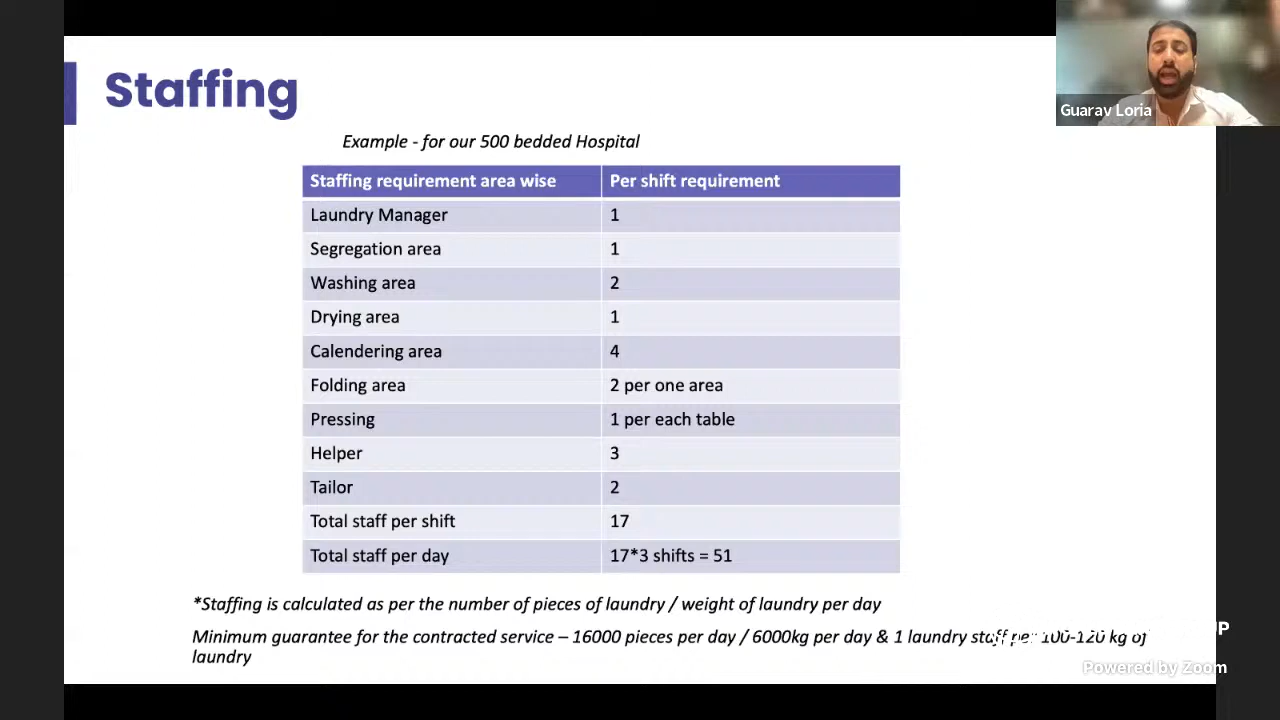 Staffing
Guarav Loria
Example - for our 500 bedded Hospital
Staffing requirement area wise Per shift requirement
Laundry Manager 1
Segregation area 1
Washing area 2
Drying area 1
Calendering area 4
Folding area 2 per one area
Pressing 1 per each table
Helper 3
Tailor 2
Total staff per shift 17
Total staff per day 17*3 shifts = 51
*Staffing is calculated as per the number of pieces of laundry / weight of laundry per day
Minimum guarantee for the contracted service – 16000 pieces per day / 6000kg per day & 1 laundry staff per 100-120 kg of
laundry
Powered by Zoom